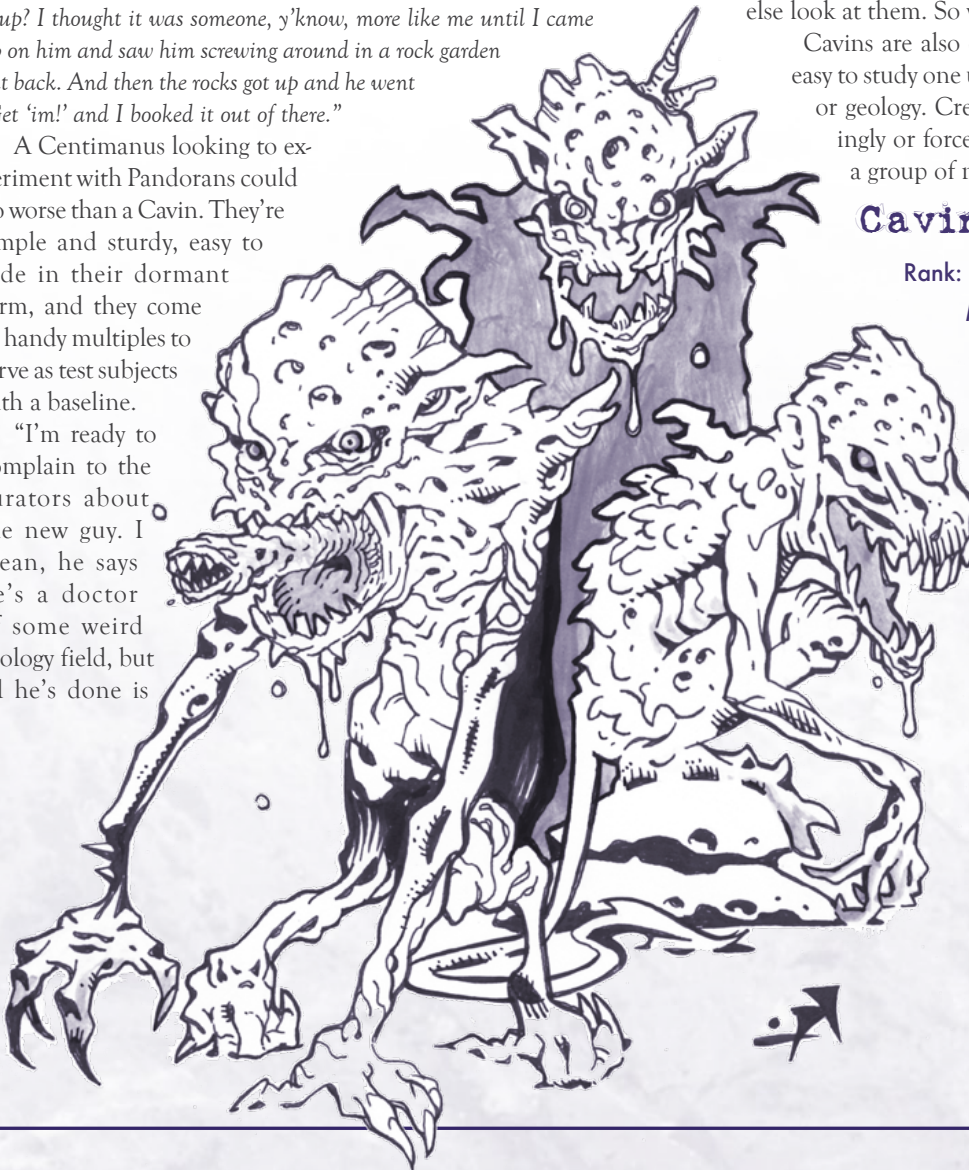 up? I thought it was someone, y’know, more like me until I came
on him and saw him screwing around in a rock garden
t back. And then the rocks got up and he went
et ‘im!’ and I booked it out of there.”
A Centimanus looking to ex-
eriment with Pandorans could
o worse than a Cavin. They’re
mple and sturdy, easy to
de in their dormant
rm, and they come
handy multiples to
rve as test subjects
th a baseline.
“I’m ready to
omplain to the
urators about
e new guy. I
ean, he says
e’s a doctor
f some weird
ology field, but
l he’s done is
else look at them. So
Cavins are also
easy to study one
or geology. Cre
ingly or force
a group of
Cavin
Rank: